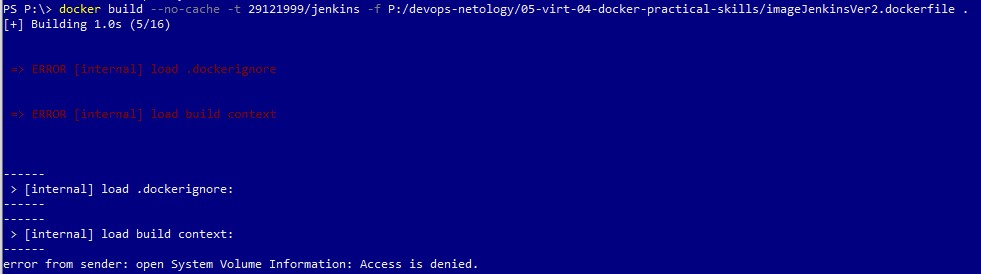 PS P:\> docker build --no-cache -t 29121999/jenkins -f P:/devops-netology/05-virt-04-docker-practical-skills/imageJenkinsVer2.dockerfile .
[+] Building 1.0s (5/16)
=> ERROR [internal] load .dockerignore
=> ERROR [internal] load build context
------
> [internal] load .dockerignore:
------
------
> [internal] load build context:
------
error from sender: open System Volume Information: Access is denied.